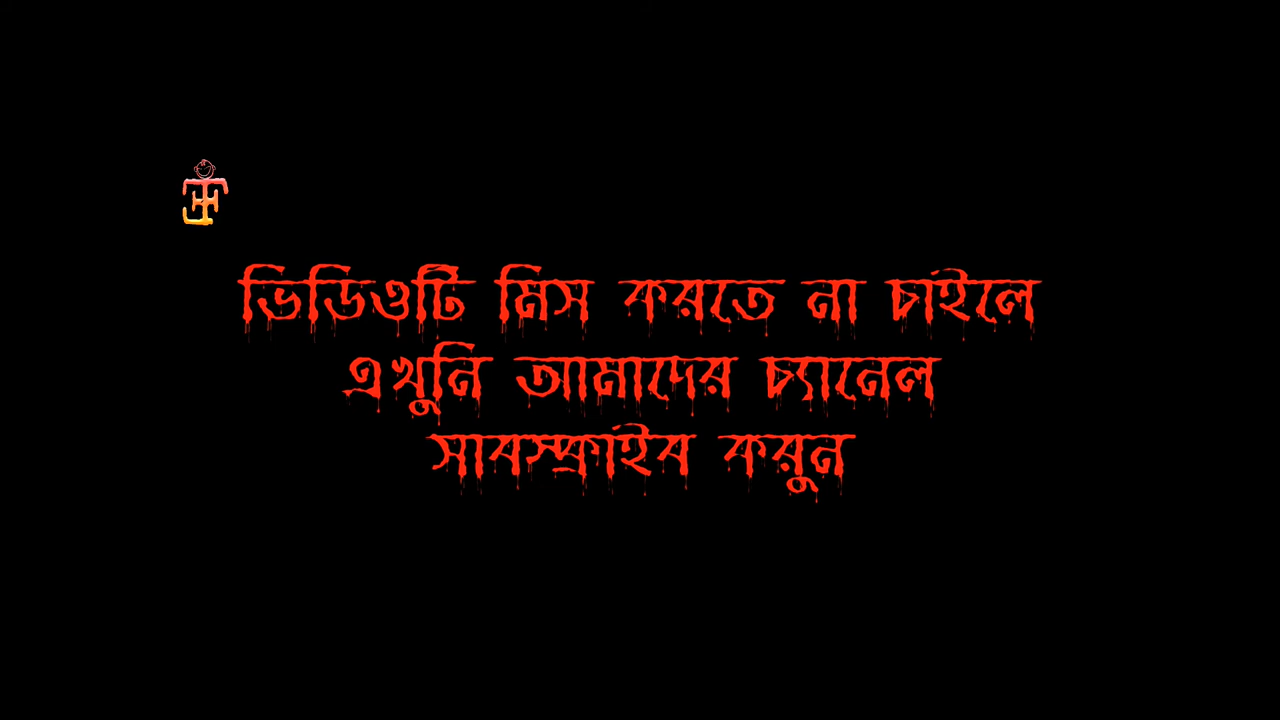 ভিডিওটি মিস করতে না চাইলে
এখুনি আমাদের চ্যানেল
সাবস্ক্রাইব করুন